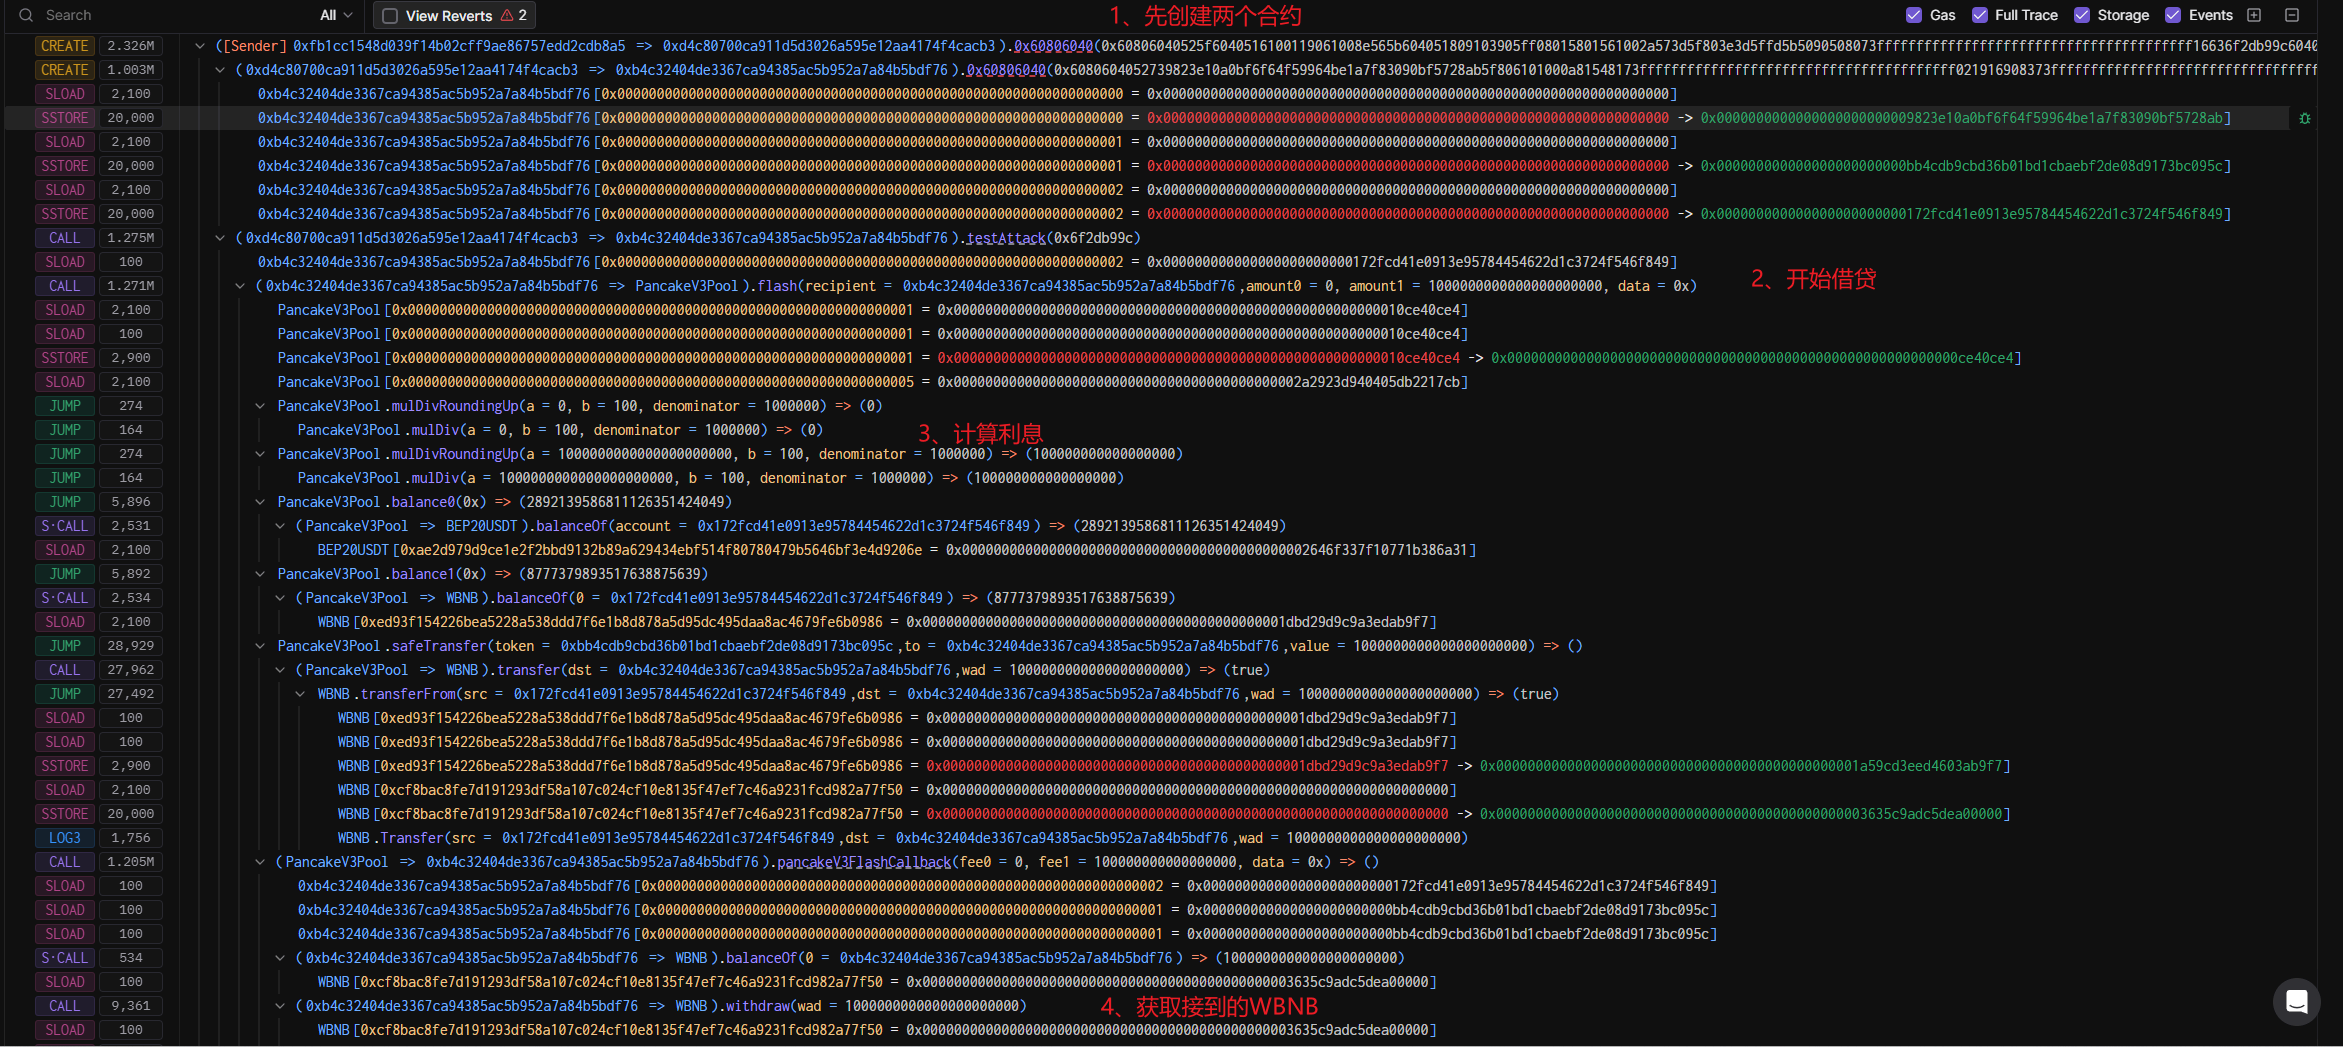 Search All View Reverts 2 1、先创建两个合约 Gas Full Trace Storage Events
CREATE 2.326M ([Sender] 0xfb1cc1548d039f14b02cff9ae86757edd2cdb8a5 => 0xd4c80700ca911d5d3026a595e12aa4174f4cacb3).0x60806040(
CREATE 1.003M (0xd4c80700ca911d5d3026a595e12aa4174f4cacb3 => 0xb4c32404de3367ca94385ac5b952a7a84b5bdf76).0x60806040(
SLOAD 2,100 0xb4c32404de3367ca94385ac5b952a7a84b5bdf76[0x0000000000000000000000000000000000000000000000000000000000000000 = 0x0000000000000000000000000000000000000000000000000000000000000000]
SSTORE 20,000 0xb4c32404de3367ca94385ac5b952a7a84b5bdf76[0x0000000000000000000000000000000000000000000000000000000000000000 = 0x0000000000000000000000000000000000000000000000000000000000000000 -> 0x0000000000000000000000009823e10a0bf6f64f59964be1a7f83090bf5728ab]
SLOAD 2,100 0xb4c32404de3367ca94385ac5b952a7a84b5bdf76[0x0000000000000000000000000000000000000000000000000000000000000001 = 0x0000000000000000000000000000000000000000000000000000000000000000]
SSTORE 20,000 0xb4c32404de3367ca94385ac5b952a7a84b5bdf76[0x0000000000000000000000000000000000000000000000000000000000000001 = 0x0000000000000000000000000000000000000000000000000000000000000000 -> 0x000000000000000000000000bb4cdb9cbd36b01bd1cbaebf2de08d9173bc095c]
SLOAD 2,100 0xb4c32404de3367ca94385ac5b952a7a84b5bdf76[0x0000000000000000000000000000000000000000000000000000000000000002 = 0x0000000000000000000000000000000000000000000000000000000000000000]
SSTORE 20,000 0xb4c32404de3367ca94385ac5b952a7a84b5bdf76[0x0000000000000000000000000000000000000000000000000000000000000002 = 0x0000000000000000000000000000000000000000000000000000000000000000 -> 0x000000000000000000000000172fcd41e0913e95784454622d1c3724f546f849]
CALL 1.275M (0xd4c80700ca911d5d3026a595e12aa4174f4cacb3 => 0xb4c32404de3367ca94385ac5b952a7a84b5bdf76).testAttack(0x6f2db99c)
SLOAD 100 0xb4c32404de3367ca94385ac5b952a7a84b5bdf76[0x0000000000000000000000000000000000000000000000000000000000000002 = 0x000000000000000000000000172fcd41e0913e95784454622d1c3724f546f849]
2、开始借贷
CALL 1.271M (0xb4c32404de3367ca94385ac5b952a7a84b5bdf76 => PancakeV3Pool).flash(recipient = 0xb4c32404de3367ca94385ac5b952a7a84b5bdf76,amount0 = 0, amount1 = 1000000000000000000000, data = 0x)
SLOAD 2,100 PancakeV3Pool[0x0000000000000000000000000000000000000000000000000000000000000001 = 0x000000000000000000000000000000000000000000000000000000010ce40ce4]
SLOAD 100 PancakeV3Pool[0x0000000000000000000000000000000000000000000000000000000000000001 = 0x000000000000000000000000000000000000000000000000000000010ce40ce4]
SSTORE 2,900 PancakeV3Pool[0x0000000000000000000000000000000000000000000000000000000000000001 = 0x000000000000000000000000000000000000000000000000000000010ce40ce4 -> 0x000000000000000000000000000000000000000000000000000000000ce40ce4]
SLOAD 2,100 PancakeV3Pool[0x0000000000000000000000000000000000000000000000000000000000000005 = 0x000000000000000000000000000000000000000000002a2923d940405db2217cb]
JUMP 274 PancakeV3Pool.mulDivRoundingUp(a = 0, b = 100, denominator = 1000000) => (0)
JUMP 164 PancakeV3Pool.mulDiv(a = 0, b = 100, denominator = 1000000) => (0)
3、计算利息
JUMP 274 PancakeV3Pool.mulDivRoundingUp(a = 1000000000000000000000, b = 100, denominator = 1000000) => (100000000000000000)
JUMP 164 PancakeV3Pool.mulDiv(a = 1000000000000000000000, b = 100, denominator = 1000000) => (100000000000000000)
JUMP 5,896 PancakeV3Pool.balance0(0x) => (2892139586811126351424049)
S·CALL 2,531 (PancakeV3Pool => BEP20USDT).balanceOf(account = 0x172fcd41e0913e95784454622d1c3724f546f849) => (2892139586811126351424049)
SLOAD 2,100 BEP20USDT[0xae2d979d9ce1e2f2bbd9132b89a629434ebf514f80780479b5646bf3e4d9206e = 0x00000000000000000000000000000000000000000002646f337f10771b386a31]
JUMP 5,892 PancakeV3Pool.balance1(0x) => (8777379893517638875639)
S·CALL 2,534 (PancakeV3Pool => WBNB).balanceOf(0 = 0x172fcd41e0913e95784454622d1c3724f546f849) => (8777379893517638875639)
SLOAD 2,100 WBNB[0xed93f154226bea5228a538ddd7f6e1b8d878a5d95dc495daa8ac4679fe6b0986 = 0x0000000000000000000000000000000000000000000001dbd29d9c9a3edab9f7]
JUMP 28,929 PancakeV3Pool.safeTransfer(token = 0xbb4cdb9cbd36b01bd1cbaebf2de08d9173bc095c,to = 0xb4c32404de3367ca94385ac5b952a7a84b5bdf76,value = 1000000000000000000000) => ()
CALL 27,962 (PancakeV3Pool => WBNB).transfer(dst = 0xb4c32404de3367ca94385ac5b952a7a84b5bdf76,wad = 1000000000000000000000) => (true)
JUMP 27,492 WBNB.transferFrom(src = 0x172fcd41e0913e95784454622d1c3724f546f849,dst = 0xb4c32404de3367ca94385ac5b952a7a84b5bdf76,wad = 1000000000000000000000) => (true)
SLOAD 100 WBNB[0xed93f154226bea5228a538ddd7f6e1b8d878a5d95dc495daa8ac4679fe6b0986 = 0x0000000000000000000000000000000000000000000001dbd29d9c9a3edab9f7]
SLOAD 100 WBNB[0xed93f154226bea5228a538ddd7f6e1b8d878a5d95dc495daa8ac4679fe6b0986 = 0x0000000000000000000000000000000000000000000001dbd29d9c9a3edab9f7]
SSTORE 2,900 WBNB[0xed93f154226bea5228a538ddd7f6e1b8d878a5d95dc495daa8ac4679fe6b0986 = 0x0000000000000000000000000000000000000000000001dbd29d9c9a3edab9f7 -> 0x0000000000000000000000000000000000000000000001a59cd3eed4603ab9f7]
SLOAD 2,100 WBNB[0xcf8bac8fe7d191293df58a107c024cf10e8135f47ef7c46a9231fcd982a77f50 = 0x0000000000000000000000000000000000000000000000000000000000000000]
SSTORE 20,000 WBNB[0xcf8bac8fe7d191293df58a107c024cf10e8135f47ef7c46a9231fcd982a77f50 = 0x0000000000000000000000000000000000000000000000000000000000000000 -> 0x00000000000000000000000000000000000000000000003635c9adc5dea00000]
LOG3 1,756 WBNB.Transfer(src = 0x172fcd41e0913e95784454622d1c3724f546f849,dst = 0xb4c32404de3367ca94385ac5b952a7a84b5bdf76,wad = 1000000000000000000000)
CALL 1.205M (PancakeV3Pool => 0xb4c32404de3367ca94385ac5b952a7a84b5bdf76).pancakeV3FlashCallback(fee0 = 0, fee1 = 100000000000000000, data = 0x) => ()
SLOAD 100 0xb4c32404de3367ca94385ac5b952a7a84b5bdf76[0x0000000000000000000000000000000000000000000000000000000000000002 = 0x000000000000000000000000172fcd41e0913e95784454622d1c3724f546f849]
SLOAD 100 0xb4c32404de3367ca94385ac5b952a7a84b5bdf76[0x0000000000000000000000000000000000000000000000000000000000000001 = 0x000000000000000000000000bb4cdb9cbd36b01bd1cbaebf2de08d9173bc095c]
SLOAD 100 0xb4c32404de3367ca94385ac5b952a7a84b5bdf76[0x0000000000000000000000000000000000000000000000000000000000000001 = 0x000000000000000000000000bb4cdb9cbd36b01bd1cbaebf2de08d9173bc095c]
S·CALL 534 (0xb4c32404de3367ca94385ac5b952a7a84b5bdf76 => WBNB).balanceOf(0 = 0xb4c32404de3367ca94385ac5b952a7a84b5bdf76) => (1000000000000000000000)
SLOAD 100 WBNB[0xcf8bac8fe7d191293df58a107c024cf10e8135f47ef7c46a9231fcd982a77f50 = 0x00000000000000000000000000000000000000000000003635c9adc5dea00000]
CALL 9,361 (0xb4c32404de3367ca94385ac5b952a7a84b5bdf76 => WBNB).withdraw(wad = 1000000000000000000000) 4、获取接到的WBNB
SLOAD 100 WBNB[0xcf8bac8fe7d191293df58a107c024cf10e8135f47ef7c46a9231fcd982a77f50 = 0x00000000000000000000000000000000000000000000003635c9adc5dea00000]